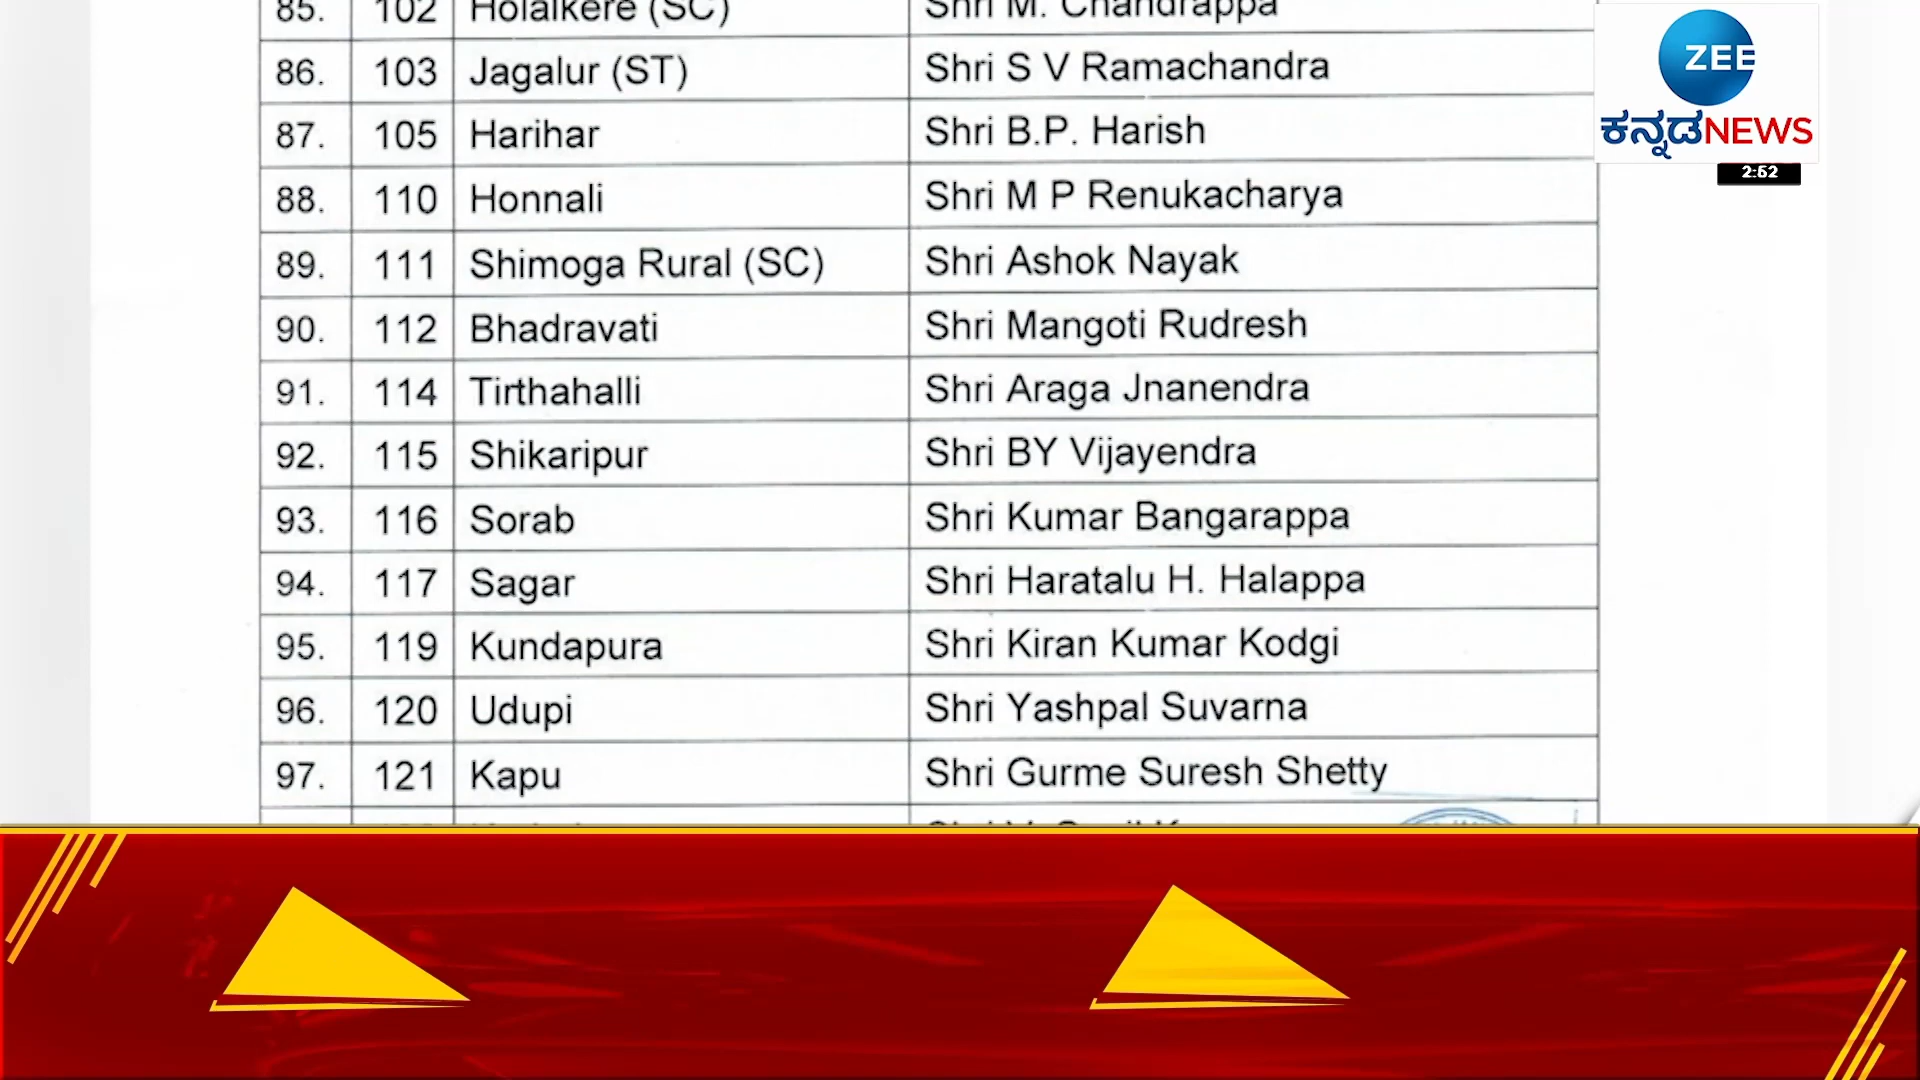 85. 102 Holalkere (SC) Shri M. Chandrappa
86. 103 Jagalur (ST) Shri S V Ramachandra
87. 105 Harihar Shri B.P. Harish
88. 110 Honnali Shri M P Renukacharya
89. 111 Shimoga Rural (SC) Shri Ashok Nayak
90. 112 Bhadravati Shri Mangoti Rudresh
91. 114 Tirthahalli Shri Araga Jnanendra
92. 115 Shikaripur Shri BY Vijayendra
93. 116 Sorab Shri Kumar Bangarappa
94. 117 Sagar Shri Haratalu H. Halappa
95. 119 Kundapura Shri Kiran Kumar Kodgi
96. 120 Udupi Shri Yashpal Suvarna
97. 121 Kapu Shri Gurme Suresh Shetty
ZEE
ಕನ್ನಡ NEWS